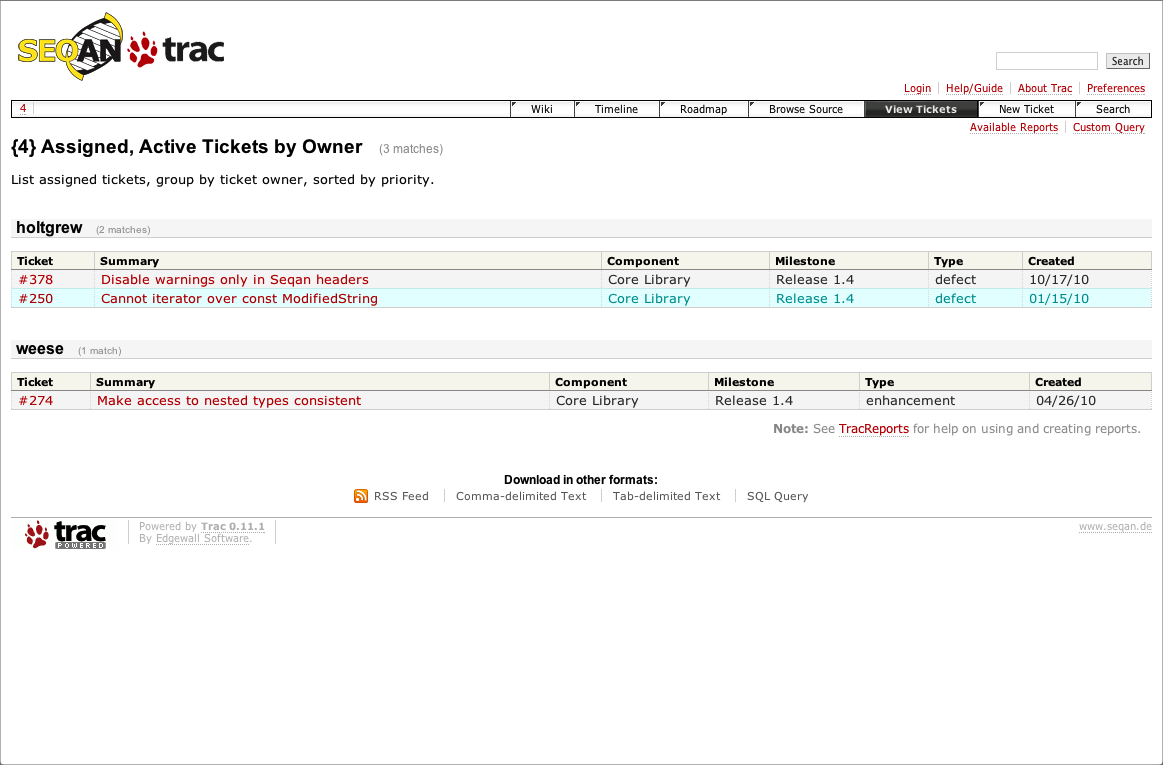 SEQAN trac
Search
Login Help/Guide About Trac Preferences
4 Wiki Timeline Roadmap Browse Source View Tickets New Ticket Search
Available Reports Custom Query
{4} Assigned, Active Tickets by Owner (3 matches)
List assigned tickets, group by ticket owner, sorted by priority.
holtgrew (2 matches)
Ticket Summary Component Milestone Type Created
#378 Disable warnings only in Seqan headers Core Library Release 1.4 defect 10/17/10
#250 Cannot iterator over const ModifiedString Core Library Release 1.4 defect 01/15/10
weese (1 match)
Ticket Summary Component Milestone Type Created
#274 Make access to nested types consistent Core Library Release 1.4 enhancement 04/26/10
Note: See TracReports for help on using and creating reports.
Download in other formats:
RSS Feed Comma-delimited Text Tab-delimited Text SQL Query
trac POWERED
Powered by Trac 0.11.1
By Edgewall Software.
www.seqan.de